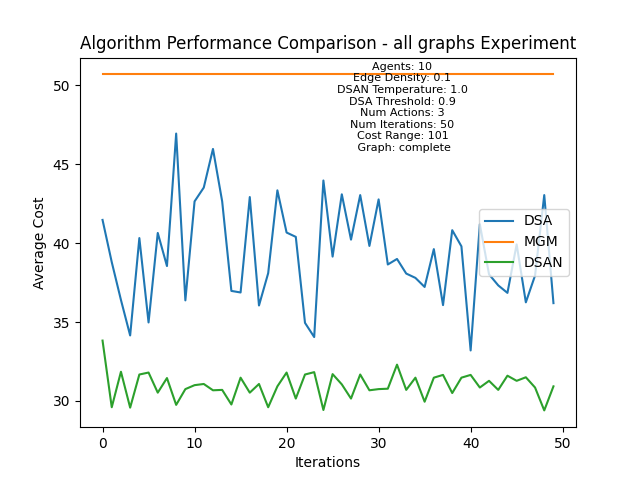 Algorithm Performance Comparison - all graphs Experiment
Agents: 10
Edge Density: 0.1
DSAN Temperature: 1.0
DSA Threshold: 0.9
Num Actions: 3
Num Iterations: 50
Cost Range: 101
Graph: complete
50
45
40
35
30
Average Cost
DSA
MGM
DSAN
0 10 20 30 40 50
Iterations